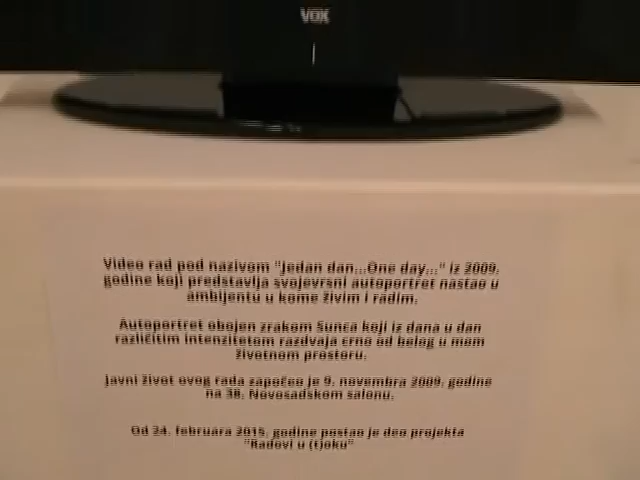 VOX
Video rad pod nazivom "Jedan dan...One day..." iz 2009.
godine koji predstavlja svojevrsni autoportret nastao u
ambijentu u kome živim i radim.
Autoportret obojen zrakom Sunca koji iz dana u dan
različitim intenzitetom razdvaja crno od belog u mom
životnom prostoru.
Javni život ovog rada započeo je 9. novembra 2009. godine
na 38. Novosadskom salonu.
Od 24. februara 2015. godine postao je deo projekta
"Radovi u (t)oku"